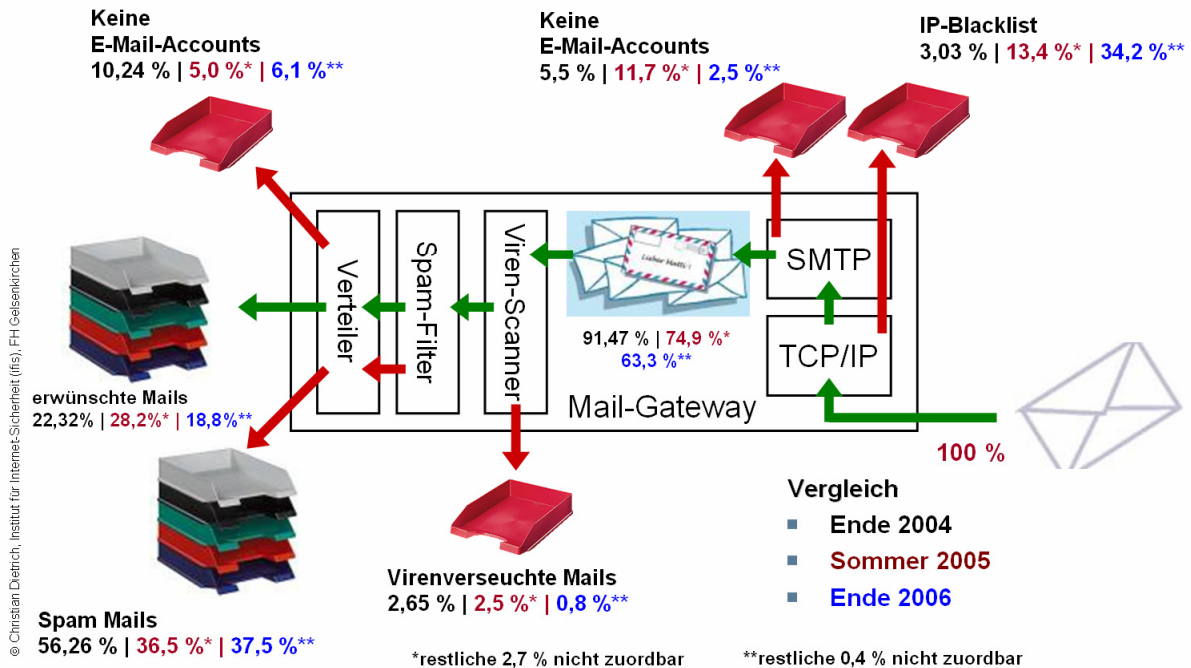 Keine
E-Mail-Accounts
10,24 % | 5,0 %* | 6,1 %**
Keine
E-Mail-Accounts
5,5 % | 11,7 %* | 2,5 %**
IP-Blacklist
3,03 % | 13,4 %* | 34,2 %**
Verteiler
Spam-Filter
Viren-Scanner
Lieber Matti
SMTP
91,47 % | 74,9 %*
63,3 %**
TCP/IP
Mail-Gateway
100 %
erwünschte Mails
22,32% | 28,2%* | 18,8%**
Spam Mails
56,26 % | 36,5 %* | 37,5 %**
Virenverseuchte Mails
2,65 % | 2,5 %* | 0,8 %**
Vergleich
Ende 2004
Sommer 2005
Ende 2006
*restliche 2,7 % nicht zuordbar
**restliche 0,4 % nicht zuordbar
© Christian Dietrich, Institut für Internet-Sicherheit (ifis), FH Gelsenkirchen